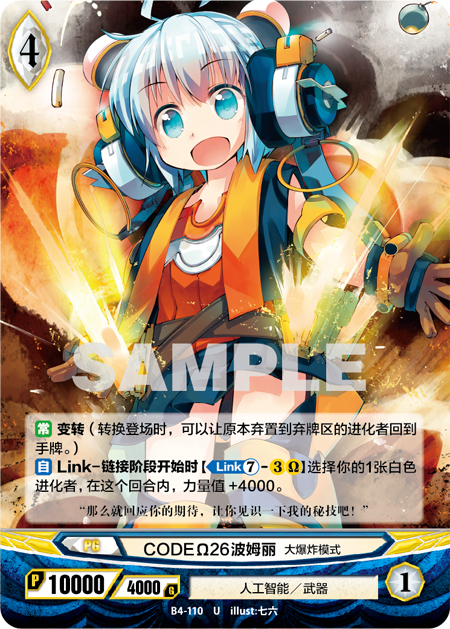 4
SAMPLE
常 变转（转换登场时，可以让原本弃置到弃牌区的进化者回到
手牌。）
自 Link-链接阶段开始时【Link⑦-③Ω】选择你的1张白色
进化者，在这个回合内，力量值 +4000。
“那么就回应你的期待，让你见识一下我的秘技吧！”
PG CODE Ω26波姆丽 大爆炸模式
P 10000 / 4000 G 人工智能／武器 1
B4-110 U illust:七六